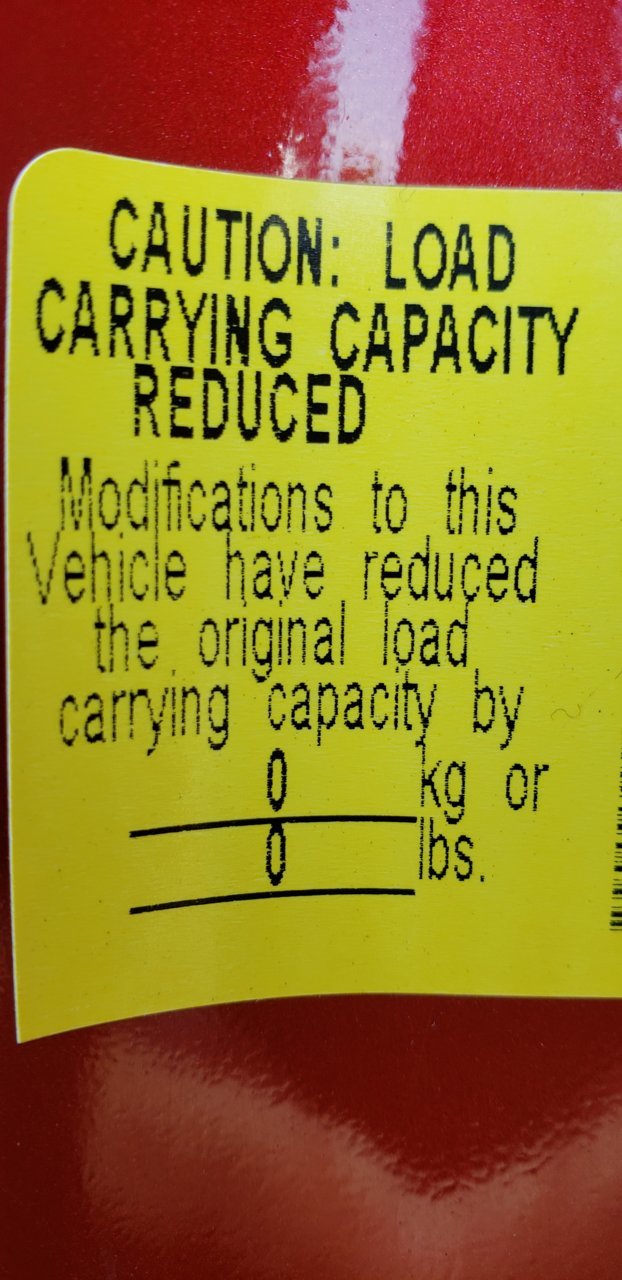 CAUTION: LOAD
CARRYING CAPACITY
REDUCED
Modifications to this
Vehicle have reduced
the original load
carrying capacity by
0 kg or
0 lbs.